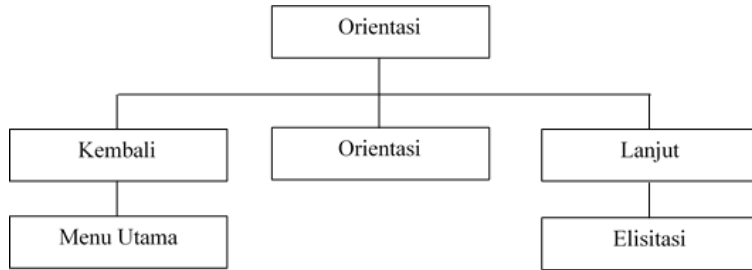 Orientasi
Kembali
Orientasi
Lanjut
Menu Utama
Elisitasi